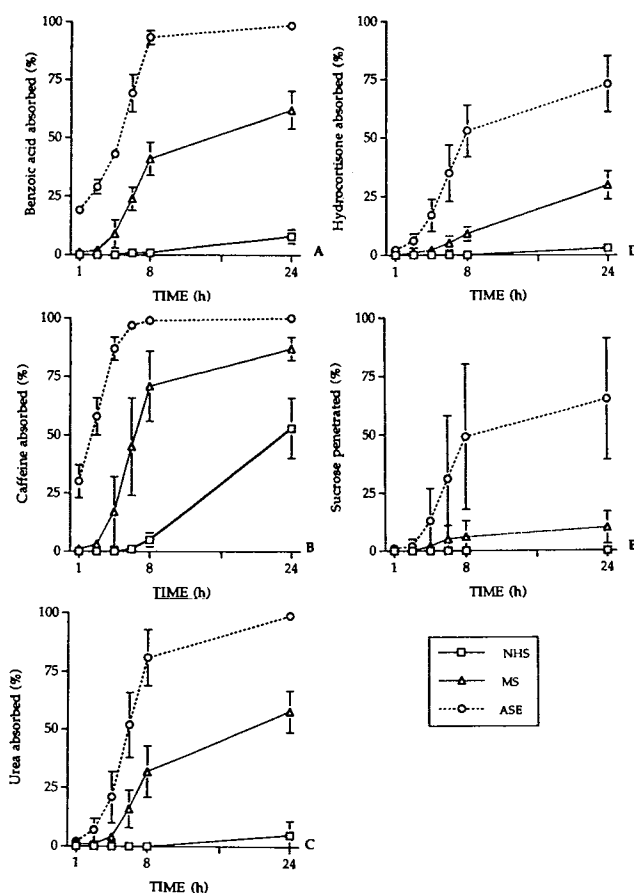 Benzoic acid absorbed (%)
100
75
50
25
0
1
8
24
TIME (h)
A
Hydrocortisone absorbed (%)
100
75
50
25
0
1
8
24
TIME (h)
D
Caffeine absorbed (%)
100
75
50
25
0
1
8
24
TIME (h)
B
Sucrose penetrated (%)
100
75
50
25
0
1
8
24
TIME (h)
E
Urea absorbed (%)
100
75
50
25
0
1
8
24
TIME (h)
C
NHS
MS
ASE